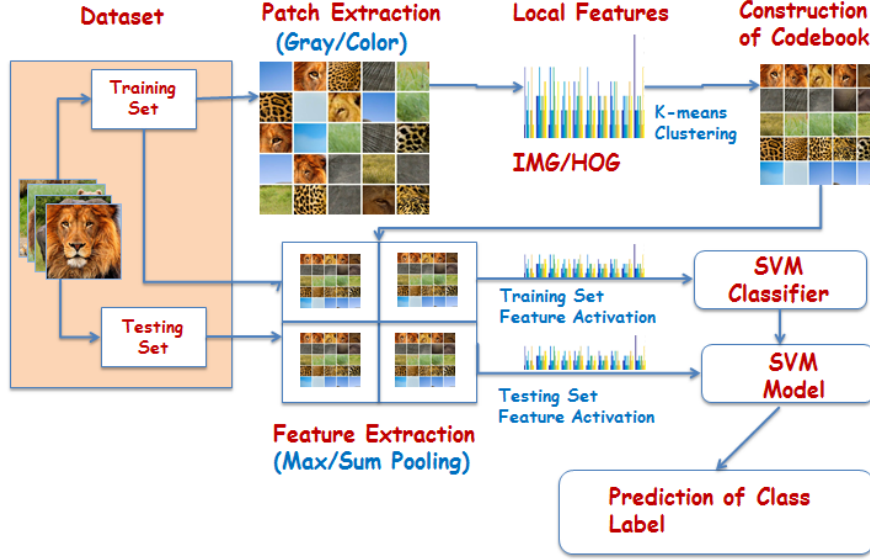 Dataset
Patch Extraction
(Gray/Color)
Local Features
Construction
of Codebook
Training
Set
K-means
Clustering
IMG/HOG
Testing
Set
Training Set
Feature Activation
SVM
Classifier
Testing Set
Feature Activation
SVM
Model
Feature Extraction
(Max/Sum Pooling)
Prediction of Class
Label